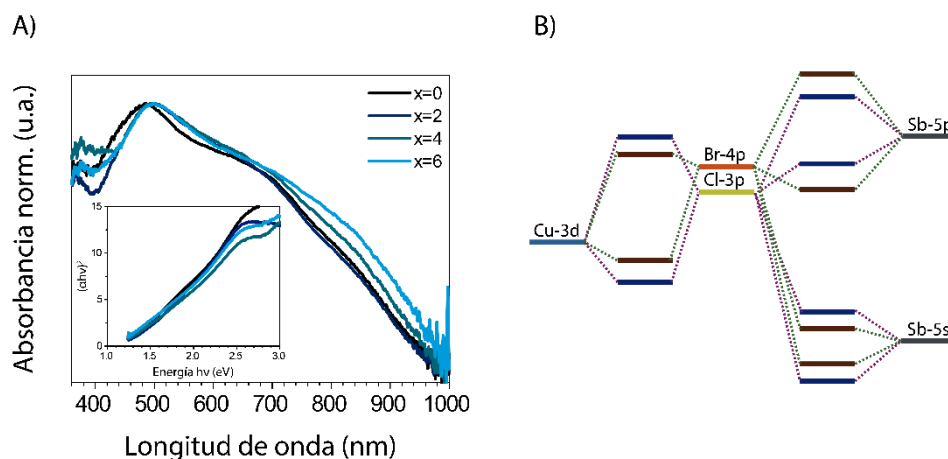 A)
Absorbancia norm. (u.a.)
x=0
x=2
x=4
x=6
(αhν)²
15
10
5
0
1.0 1.5 2.0 2.5 3.0
Energía hν (eV)
400 500 600 700 800 900 1000
Longitud de onda (nm)
B)
Cu-3d
Br-4p
Cl-3p
Sb-5p
Sb-5s